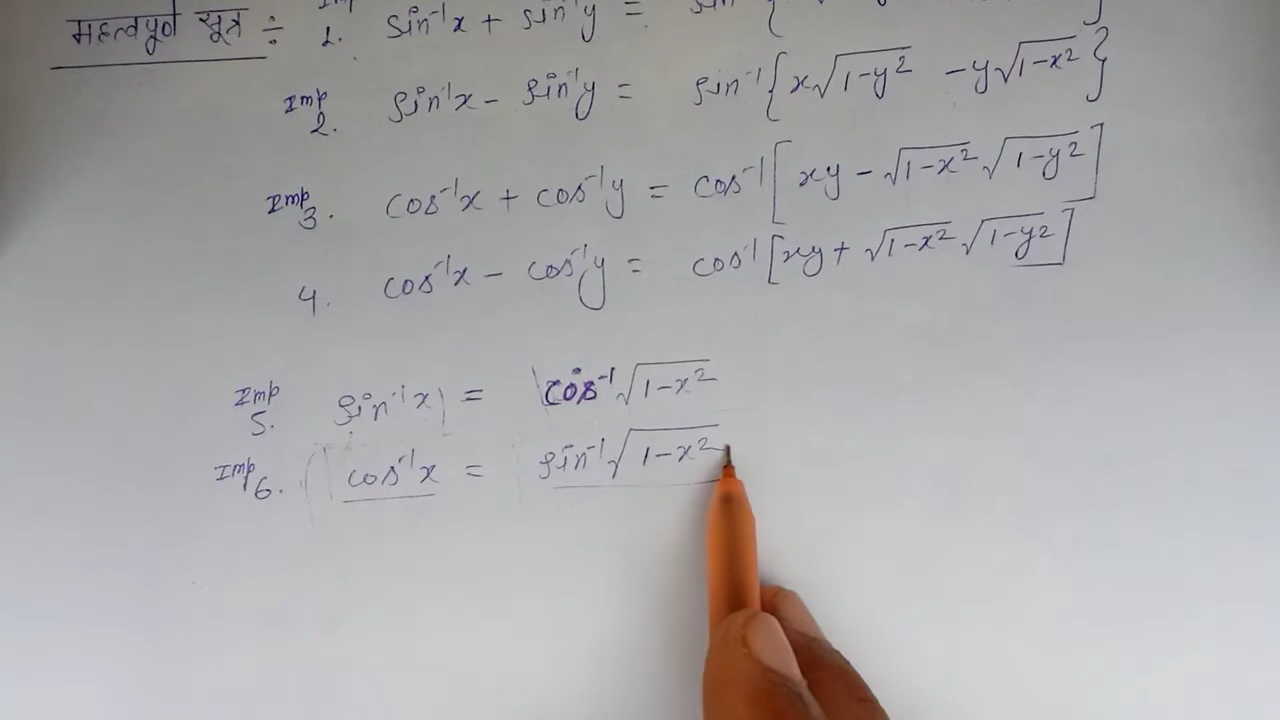 महत्वपूर्ण सूत्र ÷ 1. sin⁻¹x + sin⁻¹y = sin⁻¹{
Imp 2. sin⁻¹x - sin⁻¹y = sin⁻¹{x√(1-y²) - y√(1-x²)}
Imp 3. cos⁻¹x + cos⁻¹y = cos⁻¹[xy - √(1-x²) √(1-y²)]
4. cos⁻¹x - cos⁻¹y = cos⁻¹[xy + √(1-x²) √(1-y²)]
Imp 5. sin⁻¹x = cos⁻¹√(1-x²)
Imp 6. cos⁻¹x = sin⁻¹√(1-x²)